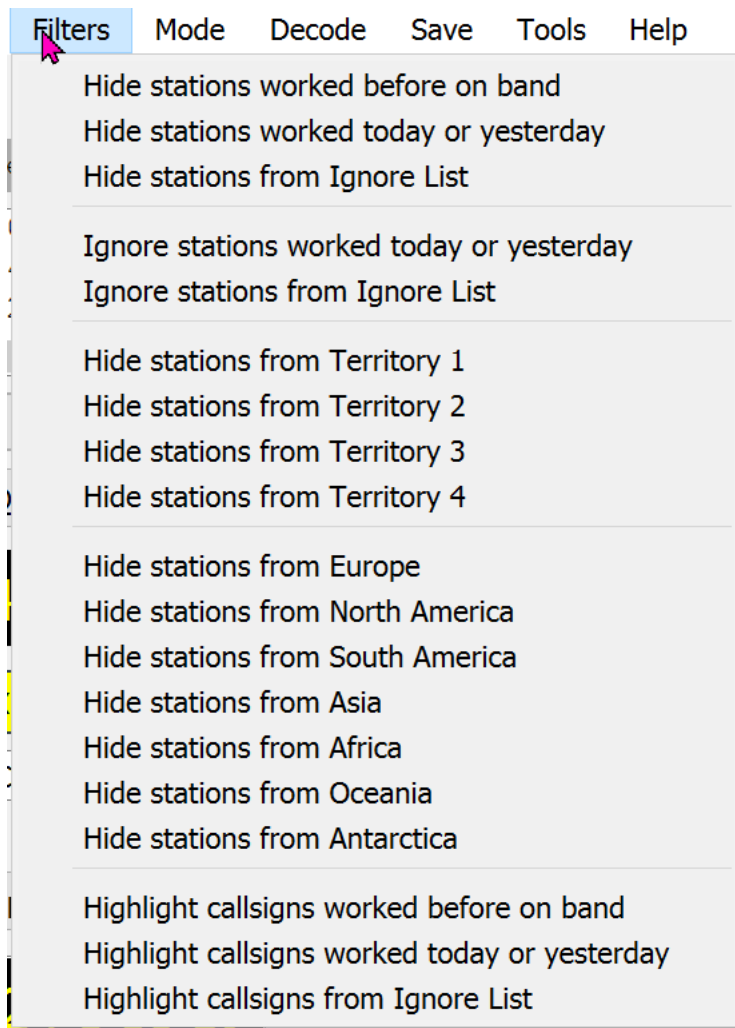 Filters Mode Decode Save Tools Help
Hide stations worked before on band
Hide stations worked today or yesterday
Hide stations from Ignore List
Ignore stations worked today or yesterday
Ignore stations from Ignore List
Hide stations from Territory 1
Hide stations from Territory 2
Hide stations from Territory 3
Hide stations from Territory 4
Hide stations from Europe
Hide stations from North America
Hide stations from South America
Hide stations from Asia
Hide stations from Africa
Hide stations from Oceania
Hide stations from Antarctica
Highlight callsigns worked before on band
Highlight callsigns worked today or yesterday
Highlight callsigns from Ignore List